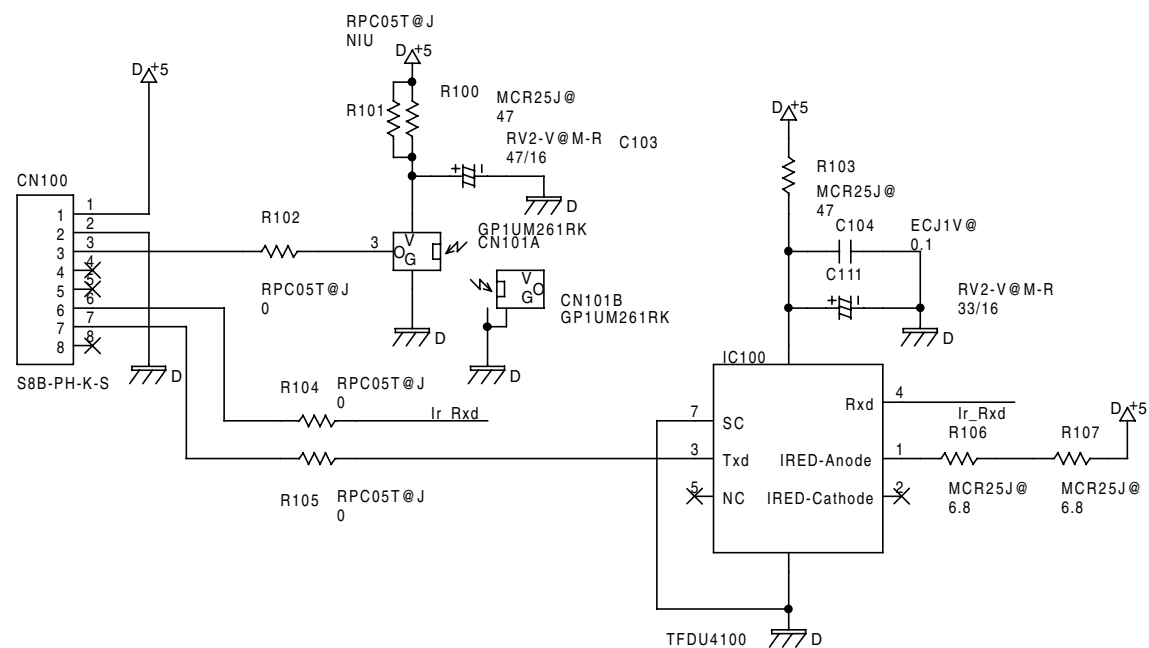 RPC05T@J
NIU
D +5
D +5
R101
R100
MCR25J@
47
RV2-V@M-R
47/16
C103
D
D +5
R103
MCR25J@
47
C104
ECJ1V@
0.1
C111
RV2-V@M-R
33/16
D
CN100
1 1
2 2
3 3
4 4
5 5
6 6
7 7
8 8
S8B-PH-K-S
D
R102
RPC05T@J
0
3
V
O
G
GP1UM261RK
CN101A
D
V
G O
CN101B
GP1UM261RK
D
R104
RPC05T@J
0
Ir_Rxd
R105
RPC05T@J
0
IC100
7 SC
3 Txd
5 NC
Rxd 4
IRED-Anode 1
IRED-Cathode 2
Ir_Rxd
R106
MCR25J@
6.8
R107
MCR25J@
6.8
D +5
TFDU4100
D